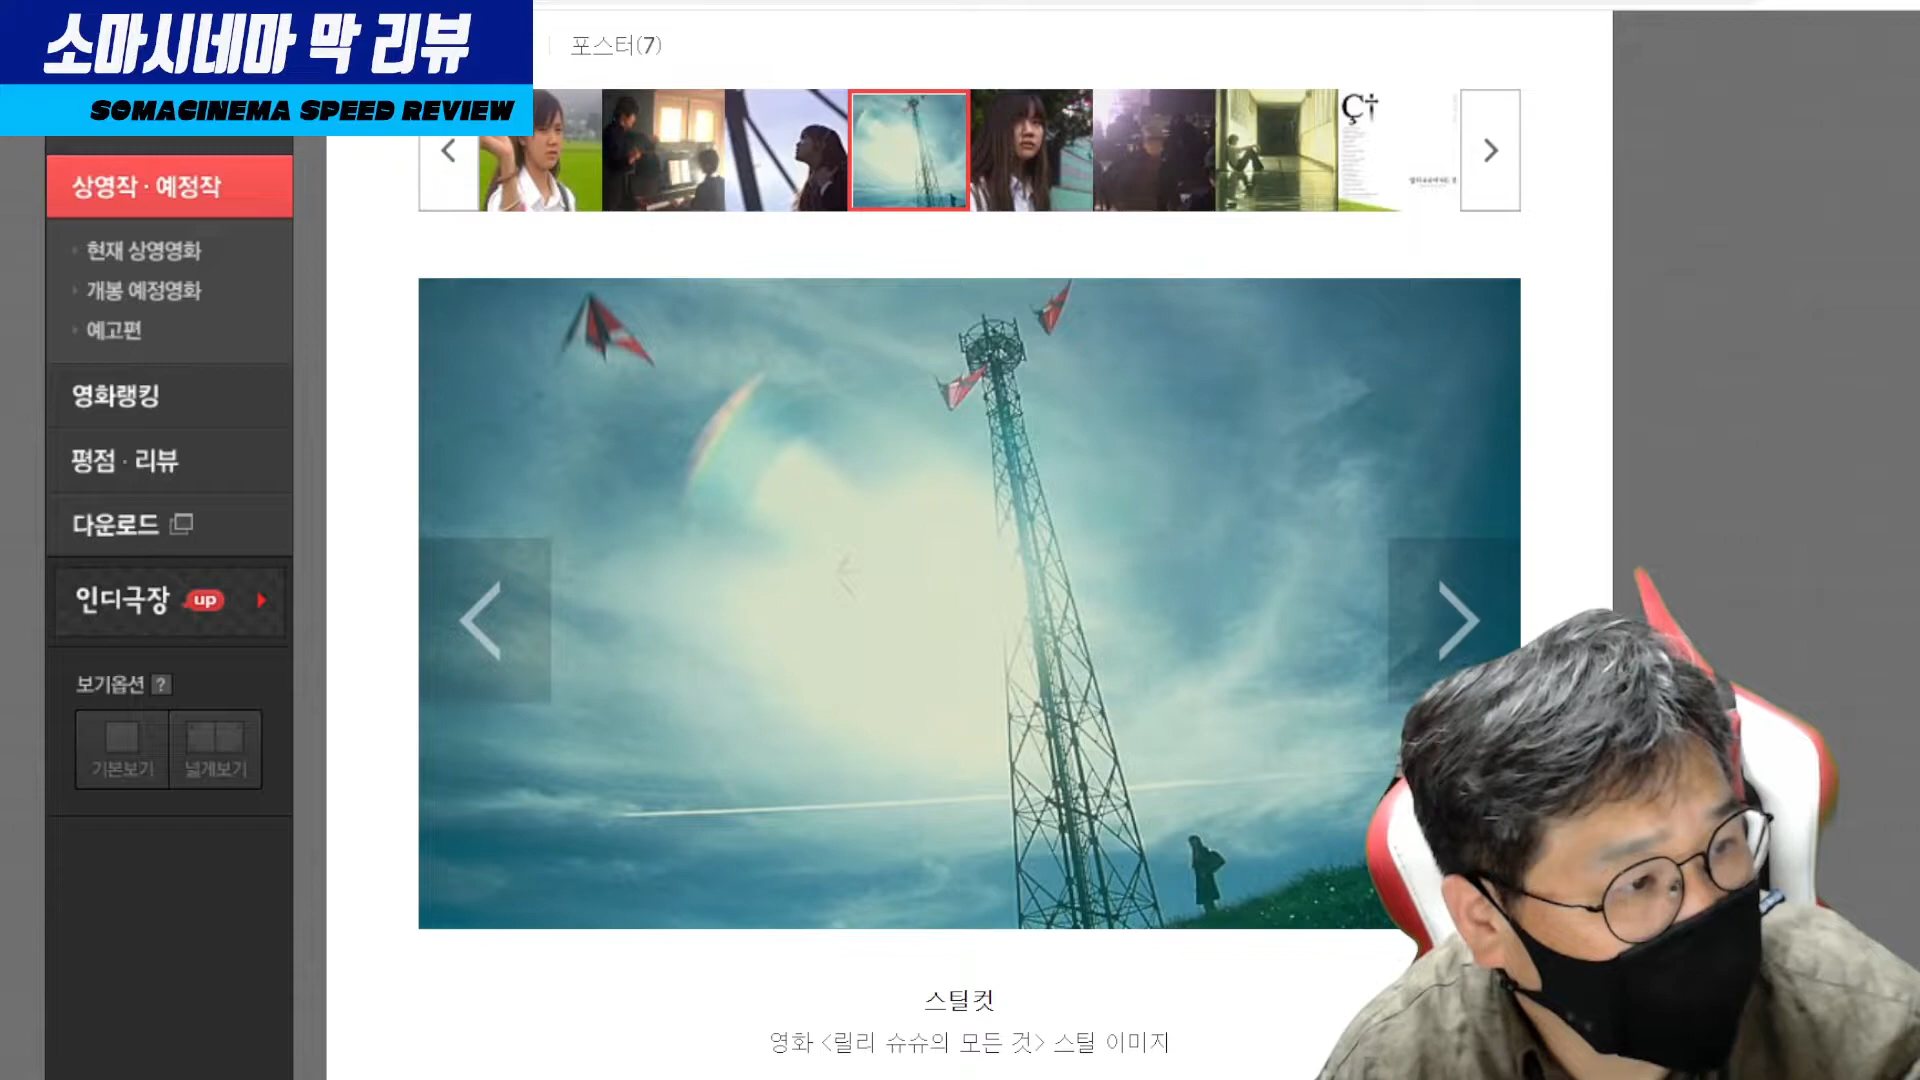 소마시네마 막 리뷰
SOMACINEMA SPEED REVIEW
포스터(7)
상영작 · 예정작
현재 상영영화
개봉 예정영화
예고편
영화랭킹
평점 · 리뷰
다운로드
인디극장 up
보기옵션 ?
기본보기 넓게보기
스틸컷
영화 <릴리 슈슈의 모든 것> 스틸 이미지